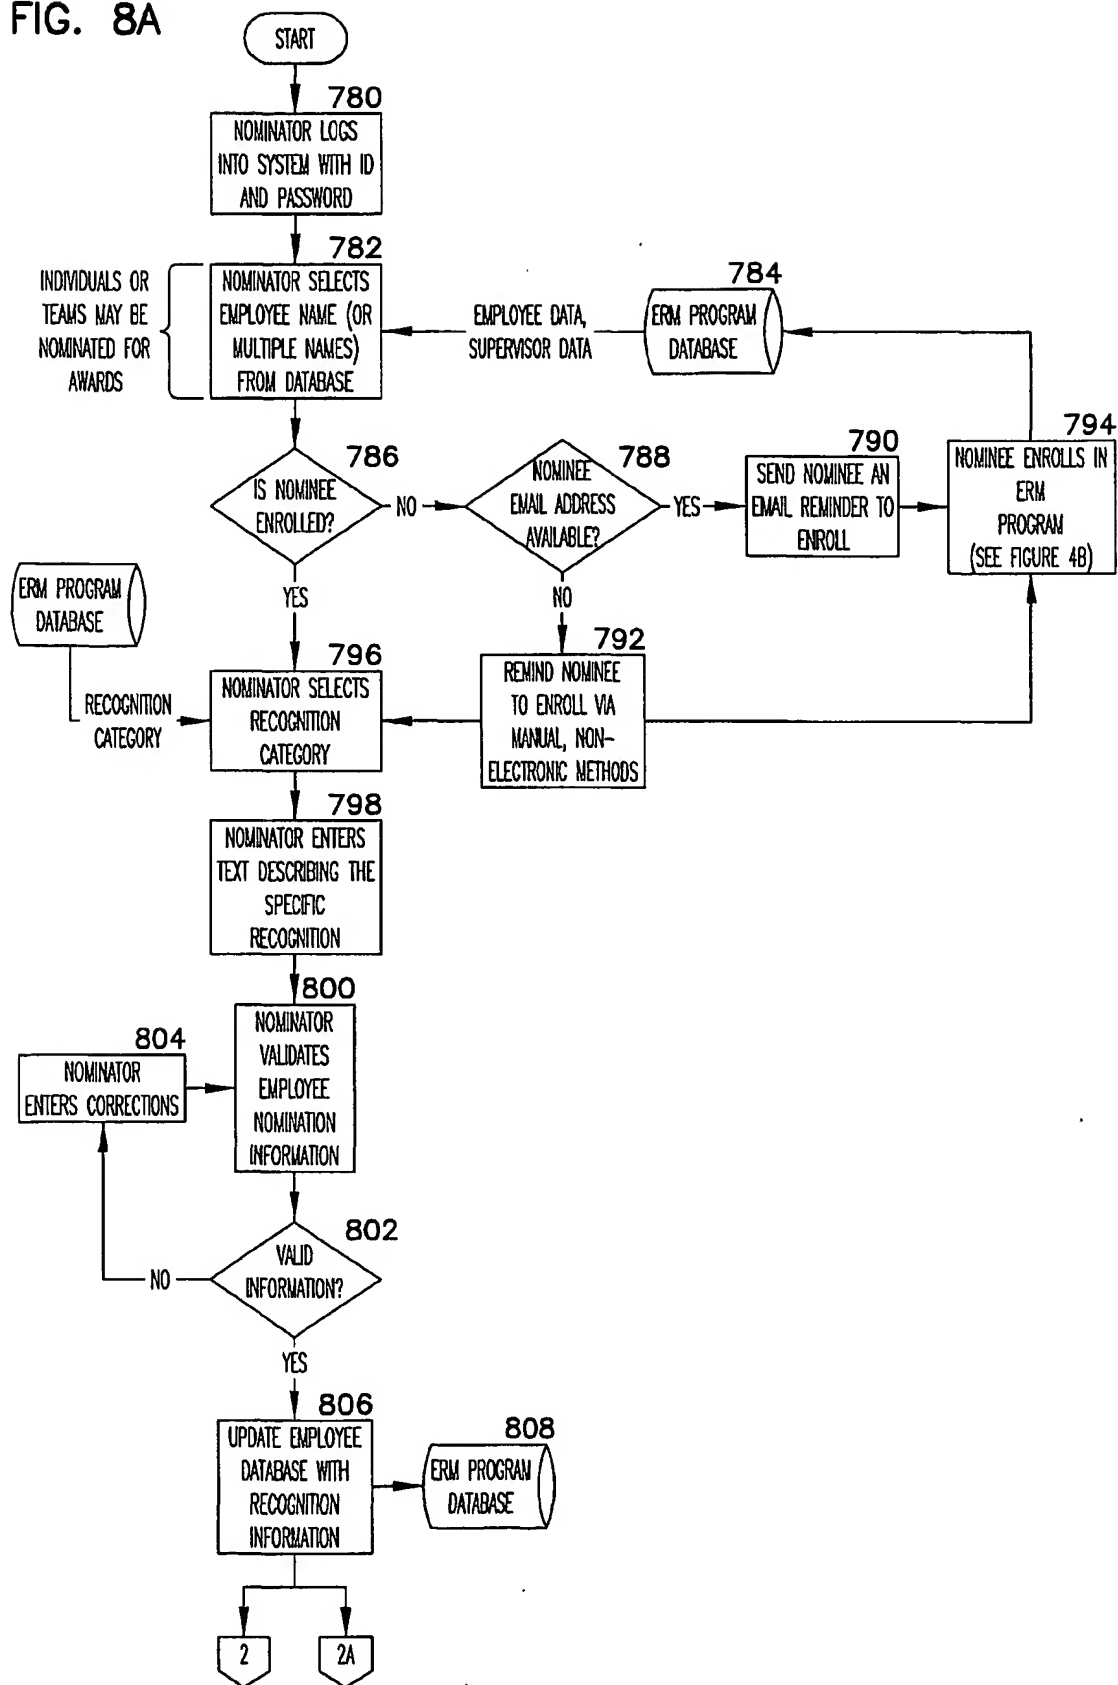 FIG. 8A
START
780
NOMINATOR LOGS
INTO SYSTEM WITH ID
AND PASSWORD
782
INDIVIDUALS OR
TEAMS MAY BE
NOMINATED FOR
AWARDS
NOMINATOR SELECTS
EMPLOYEE NAME (OR
MULTIPLE NAMES)
FROM DATABASE
EMPLOYEE DATA,
SUPERVISOR DATA
784
ERM PROGRAM
DATABASE
786
IS NOMINEE
ENROLLED?
NO
788
NOMINEE
EMAIL ADDRESS
AVAILABLE?
YES
790
SEND NOMINEE AN
EMAIL REMINDER TO
ENROLL
794
NOMINEE ENROLLS IN
ERM
PROGRAM
(SEE FIGURE 4B)
YES
NO
ERM PROGRAM
DATABASE
RECOGNITION
CATEGORY
796
NOMINATOR SELECTS
RECOGNITION
CATEGORY
792
REMIND NOMINEE
TO ENROLL VIA
MANUAL, NON-
ELECTRONIC METHODS
798
NOMINATOR ENTERS
TEXT DESCRIBING THE
SPECIFIC
RECOGNITION
800
NOMINATOR
VALIDATES
EMPLOYEE
NOMINATION
INFORMATION
804
NOMINATOR
ENTERS CORRECTIONS
802
VALID
INFORMATION?
NO
YES
806
UPDATE EMPLOYEE
DATABASE WITH
RECOGNITION
INFORMATION
808
ERM PROGRAM
DATABASE
2
2A